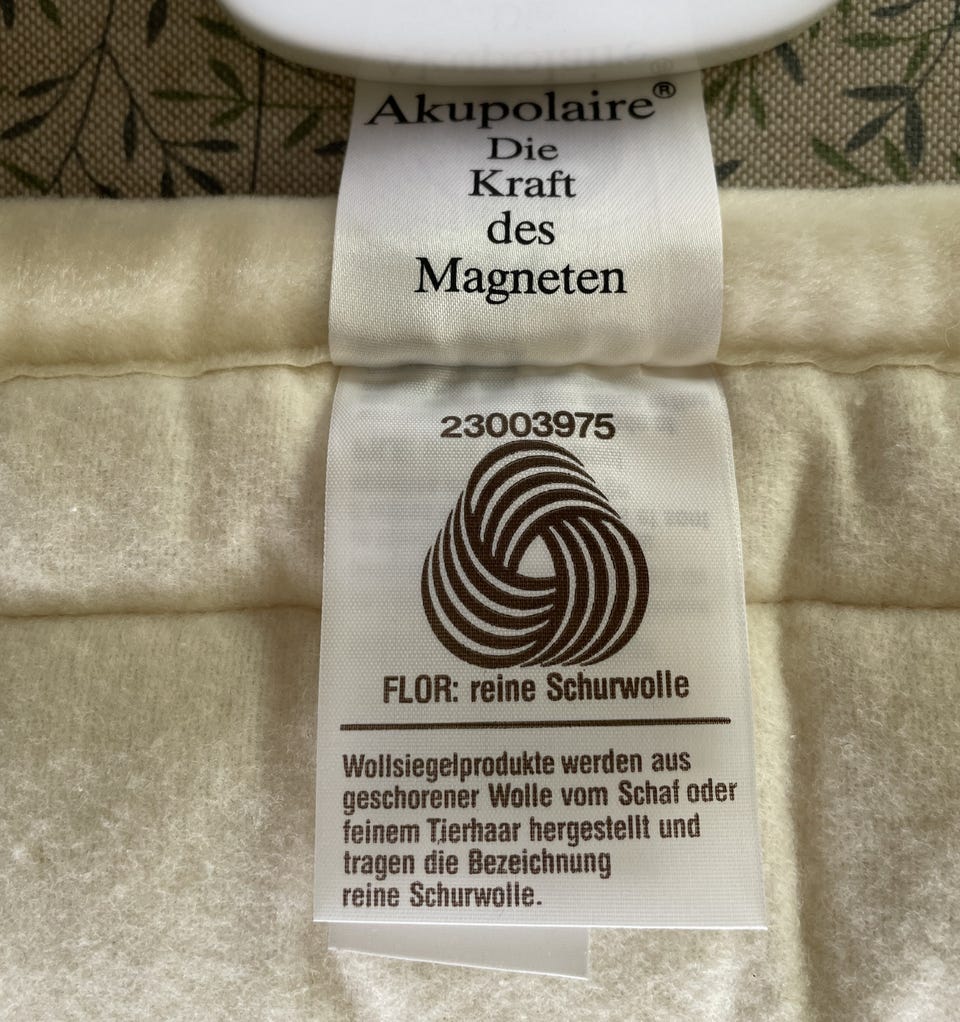 Akupolaire®
Die
Kraft
des
Magneten
23003975
FLOR: reine Schurwolle
Wollsiegelprodukte werden aus
geschorener Wolle vom Schaf oder
feinem Tierhaar hergestellt und
tragen die Bezeichnung
reine Schurwolle.